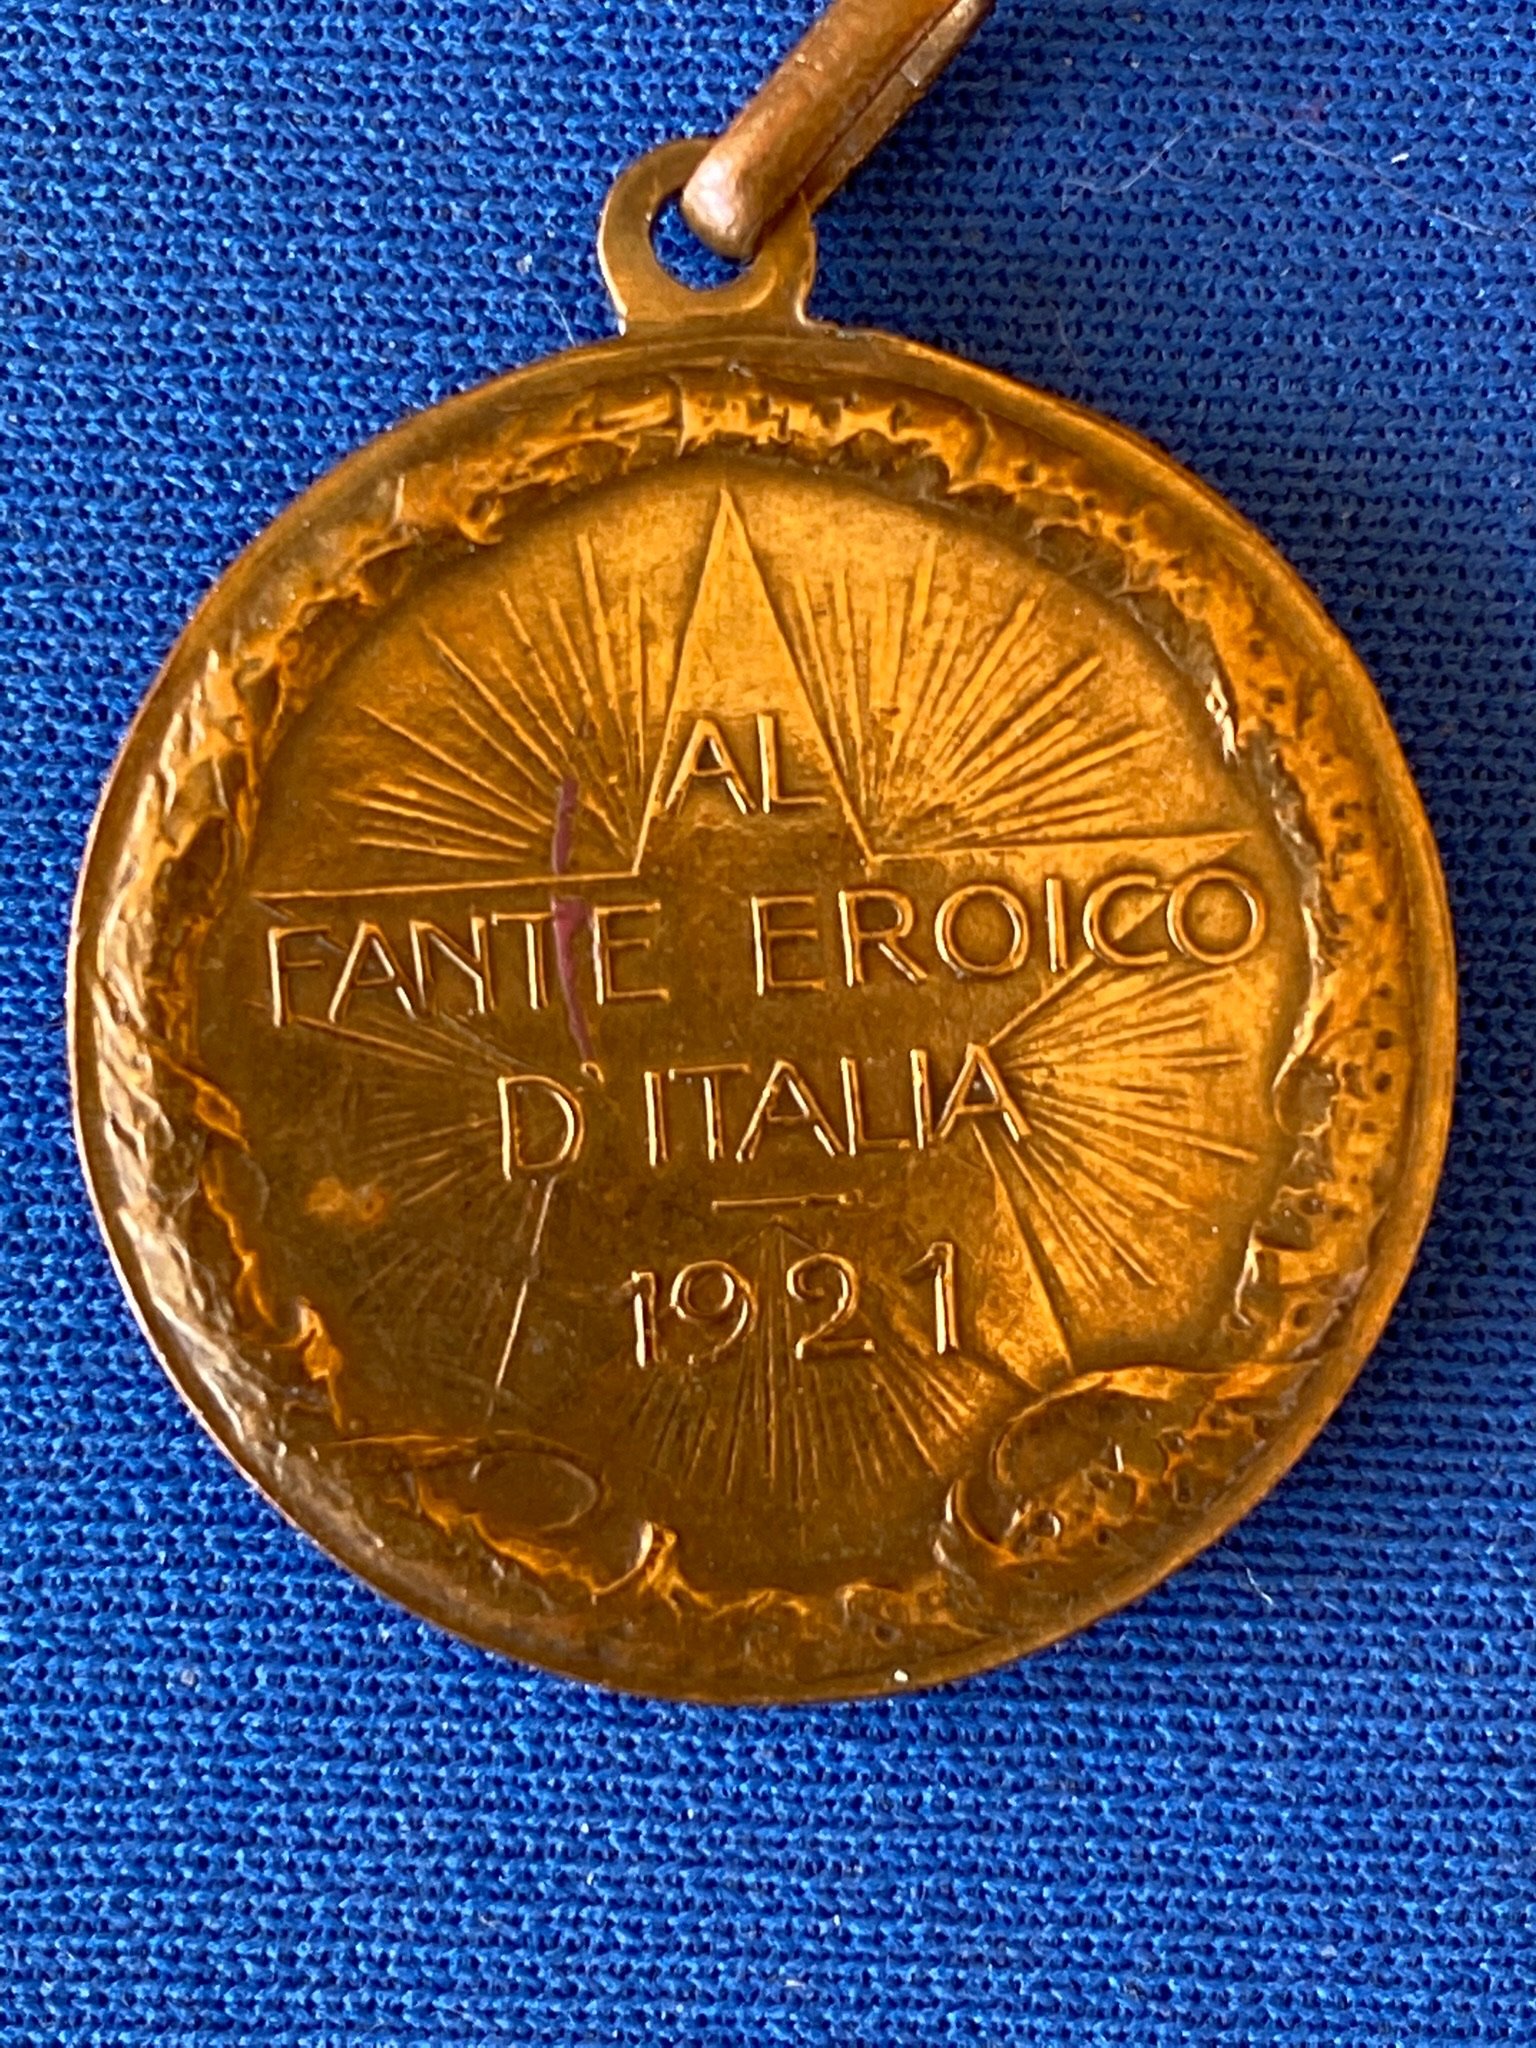 AL
FANTE EROICO
D'ITALIA
1921